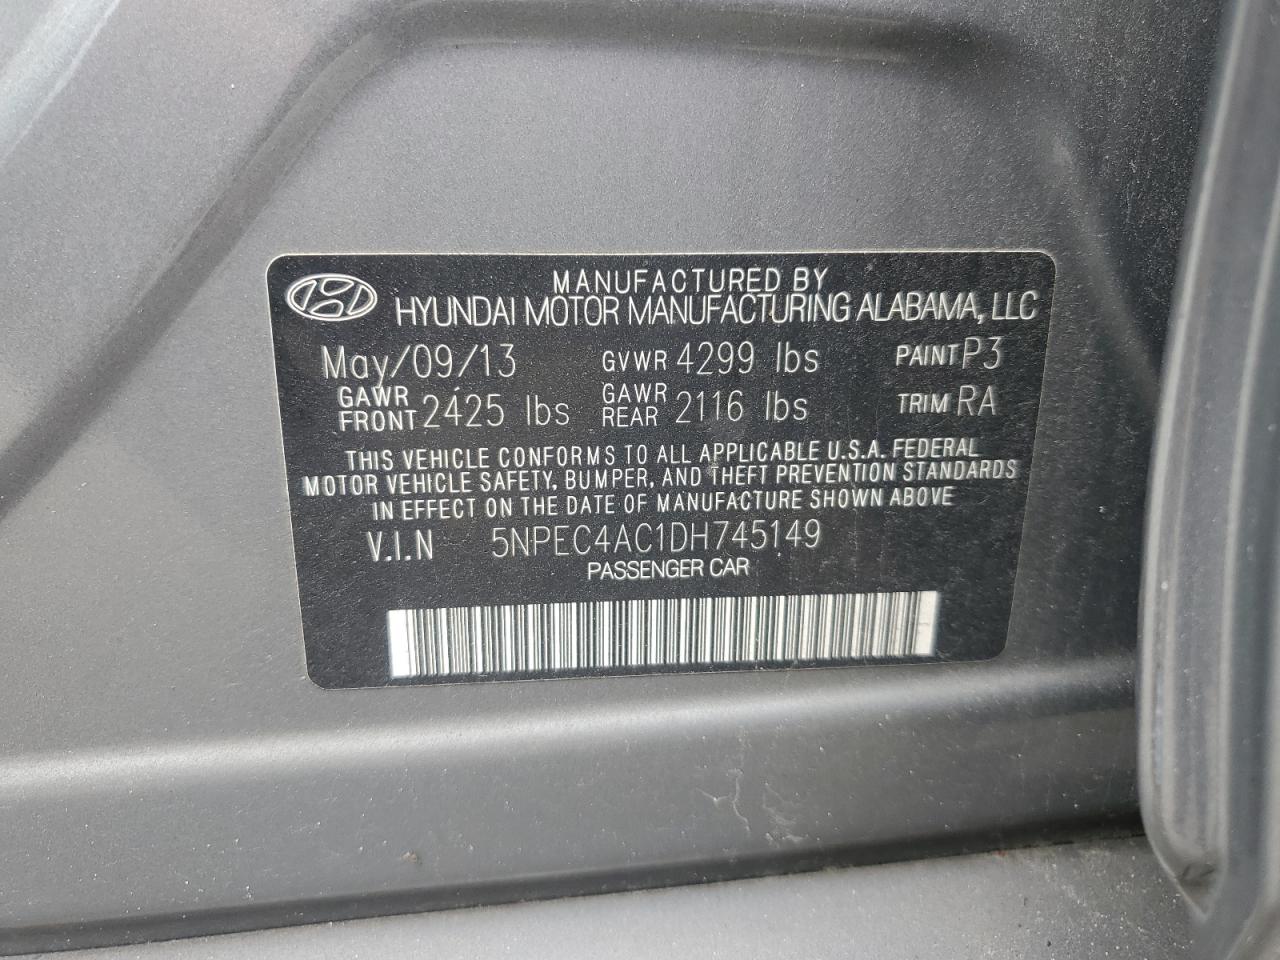 MANUFACTURED BY
HYUNDAI MOTOR MANUFACTURING ALABAMA, LLC
May/09/13 GVWR 4299 lbs PAINT P3
GAWR FRONT 2425 lbs GAWR REAR 2116 lbs TRIM RA
THIS VEHICLE CONFORMS TO ALL APPLICABLE U.S.A. FEDERAL
MOTOR VEHICLE SAFETY, BUMPER, AND THEFT PREVENTION STANDARDS
IN EFFECT ON THE DATE OF MANUFACTURE SHOWN ABOVE
V.I.N 5NPEC4AC1DH745149
PASSENGER CAR